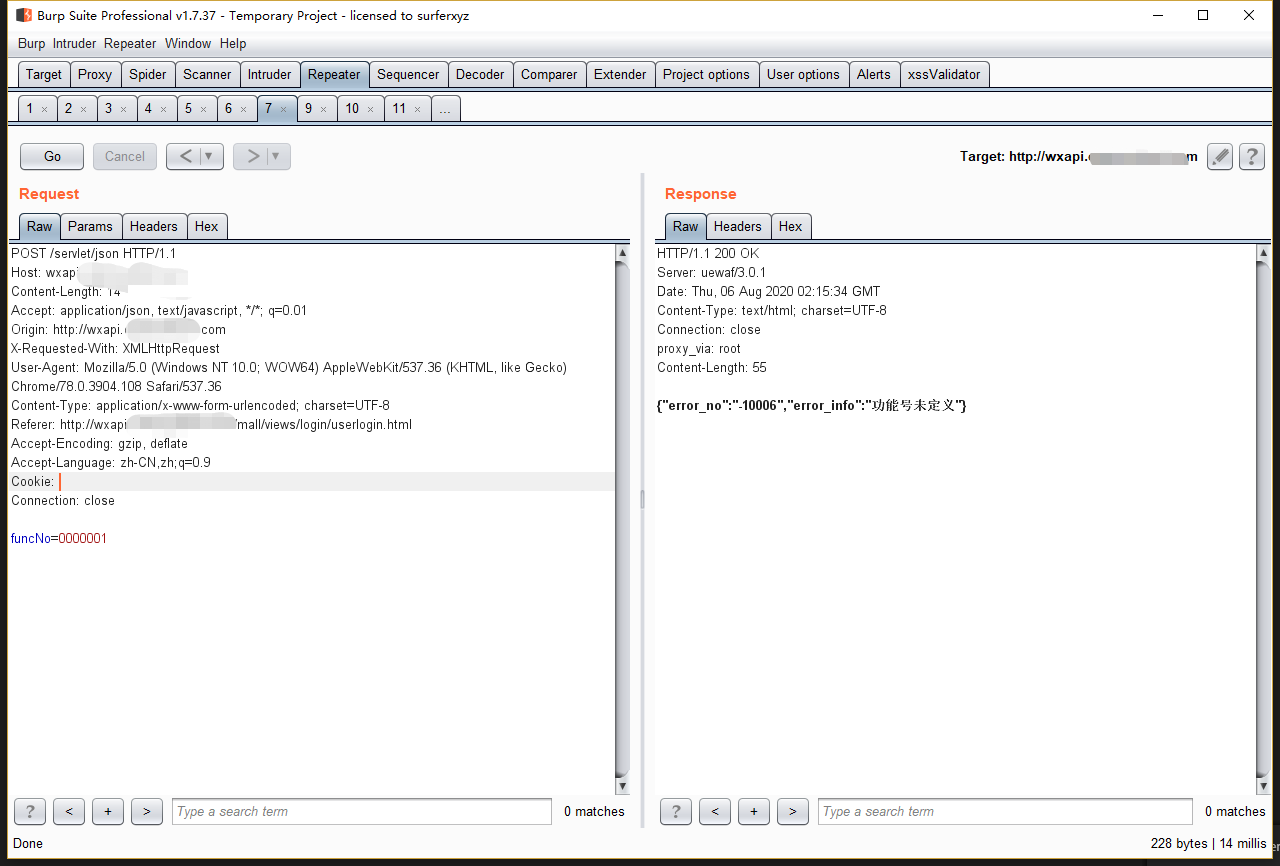 Burp Suite Professional v1.7.37 - Temporary Project - licensed to surferxyz
Burp Intruder Repeater Window Help
Target Proxy Spider Scanner Intruder Repeater Sequencer Decoder Comparer Extender Project options User options Alerts xssValidator
1 × 2 × 3 × 4 × 5 × 6 × 7 × 9 × 10 × 11 × ...
Go Cancel < ▼ > ▼ Target: http://wxapi. m ?
Request
Raw Params Headers Hex
POST /servlet/json HTTP/1.1
Host: wxapi
Content-Length: 14
Accept: application/json, text/javascript, */*; q=0.01
Origin: http://wxapi. com
X-Requested-With: XMLHttpRequest
User-Agent: Mozilla/5.0 (Windows NT 10.0; WOW64) AppleWebKit/537.36 (KHTML, like Gecko)
Chrome/78.0.3904.108 Safari/537.36
Content-Type: application/x-www-form-urlencoded; charset=UTF-8
Referer: http://wxapi /mall/views/login/userlogin.html
Accept-Encoding: gzip, deflate
Accept-Language: zh-CN,zh;q=0.9
Cookie:
Connection: close
funcNo=0000001
? < + > Type a search term 0 matches
Response
Raw Headers Hex
HTTP/1.1 200 OK
Server: uewaf/3.0.1
Date: Thu, 06 Aug 2020 02:15:34 GMT
Content-Type: text/html; charset=UTF-8
Connection: close
proxy_via: root
Content-Length: 55
{"error_no":"-10006","error_info":"功能号未定义"}
? < + > Type a search term 0 matches
Done 228 bytes | 14 millis